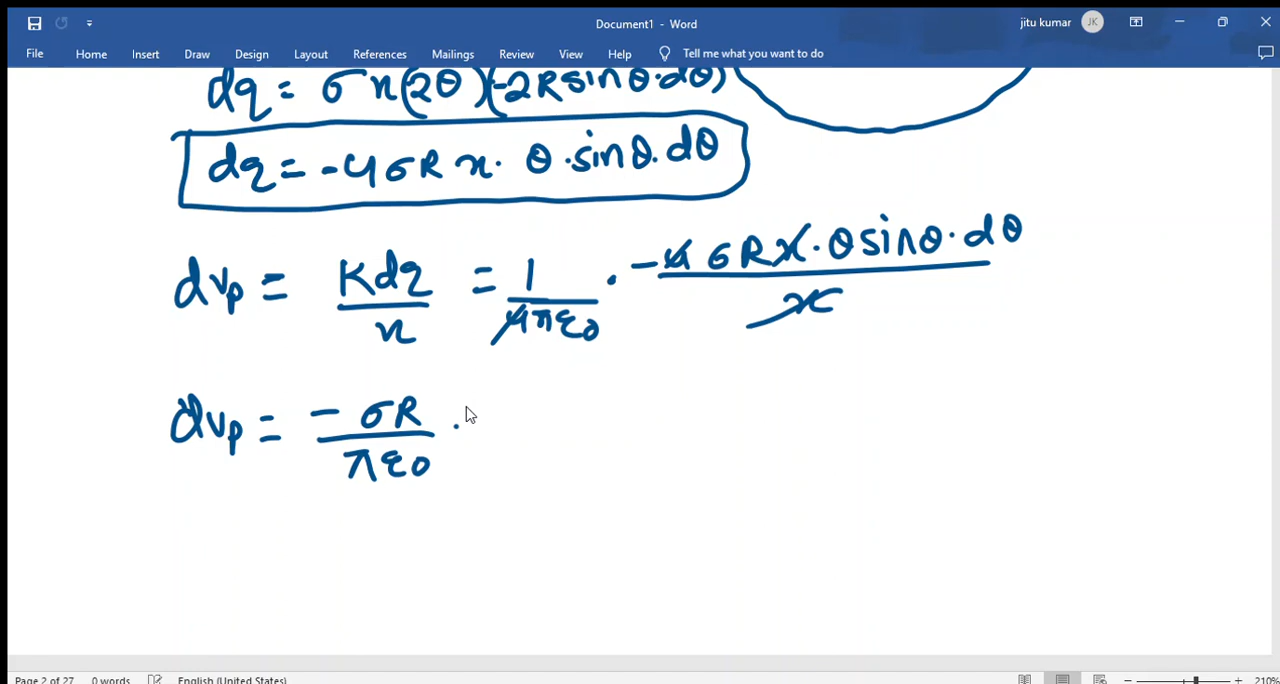 Document1 - Word
jitu kumar JK
File Home Insert Draw Design Layout References Mailings Review View Help Tell me what you want to do
dq = σ x(2θ)(-2R sinθ.dθ)
dq = -4σR x. θ.sinθ.dθ
dvp = Kdq/x = 1/4πε0 . -4σRx.θsinθ.dθ/x
dvp = -σR/πε0 .
Page 2 of 27 0 words English (United States) 210%